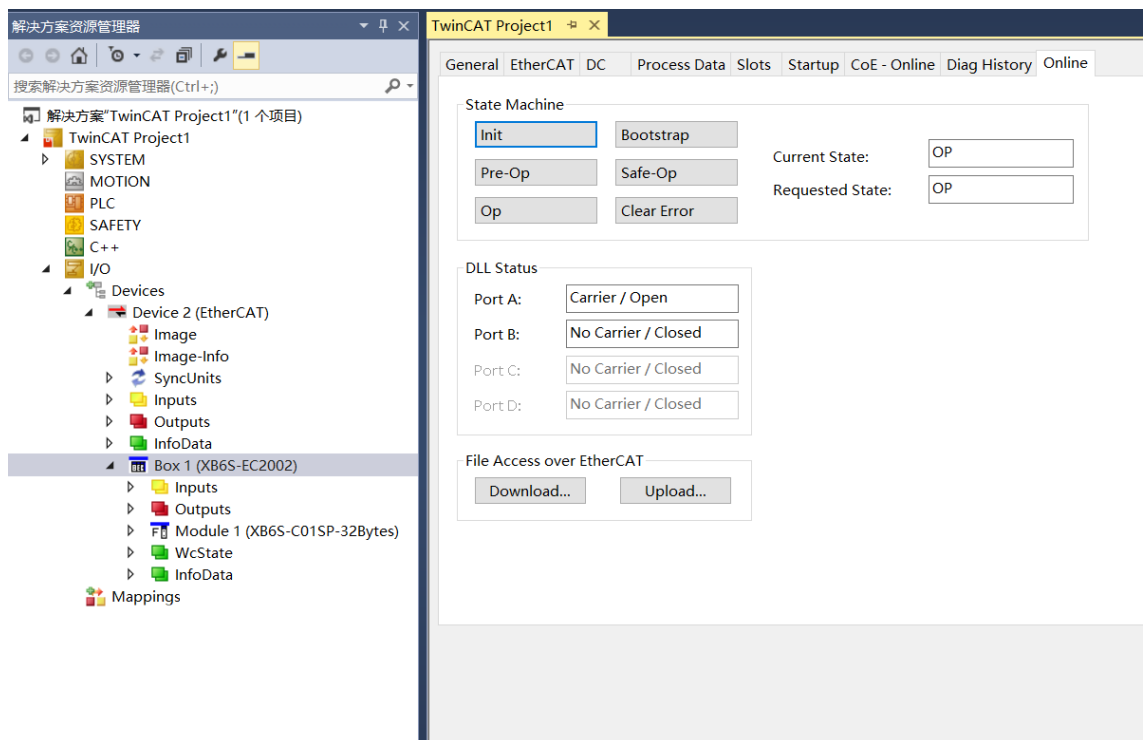 解决方案资源管理器
搜索解决方案资源管理器(Ctrl+;)
解决方案"TwinCAT Project1"(1 个项目)
TwinCAT Project1
SYSTEM
MOTION
PLC
SAFETY
C++
I/O
Devices
Device 2 (EtherCAT)
Image
Image-Info
SyncUnits
Inputs
Outputs
InfoData
Box 1 (XB6S-EC2002)
Inputs
Outputs
Module 1 (XB6S-C01SP-32Bytes)
WcState
InfoData
Mappings
TwinCAT Project1
General EtherCAT DC Process Data Slots Startup CoE - Online Diag History Online
State Machine
Init Bootstrap
Pre-Op Safe-Op
Op Clear Error
Current State: OP
Requested State: OP
DLL Status
Port A: Carrier / Open
Port B: No Carrier / Closed
Port C: No Carrier / Closed
Port D: No Carrier / Closed
File Access over EtherCAT
Download... Upload...